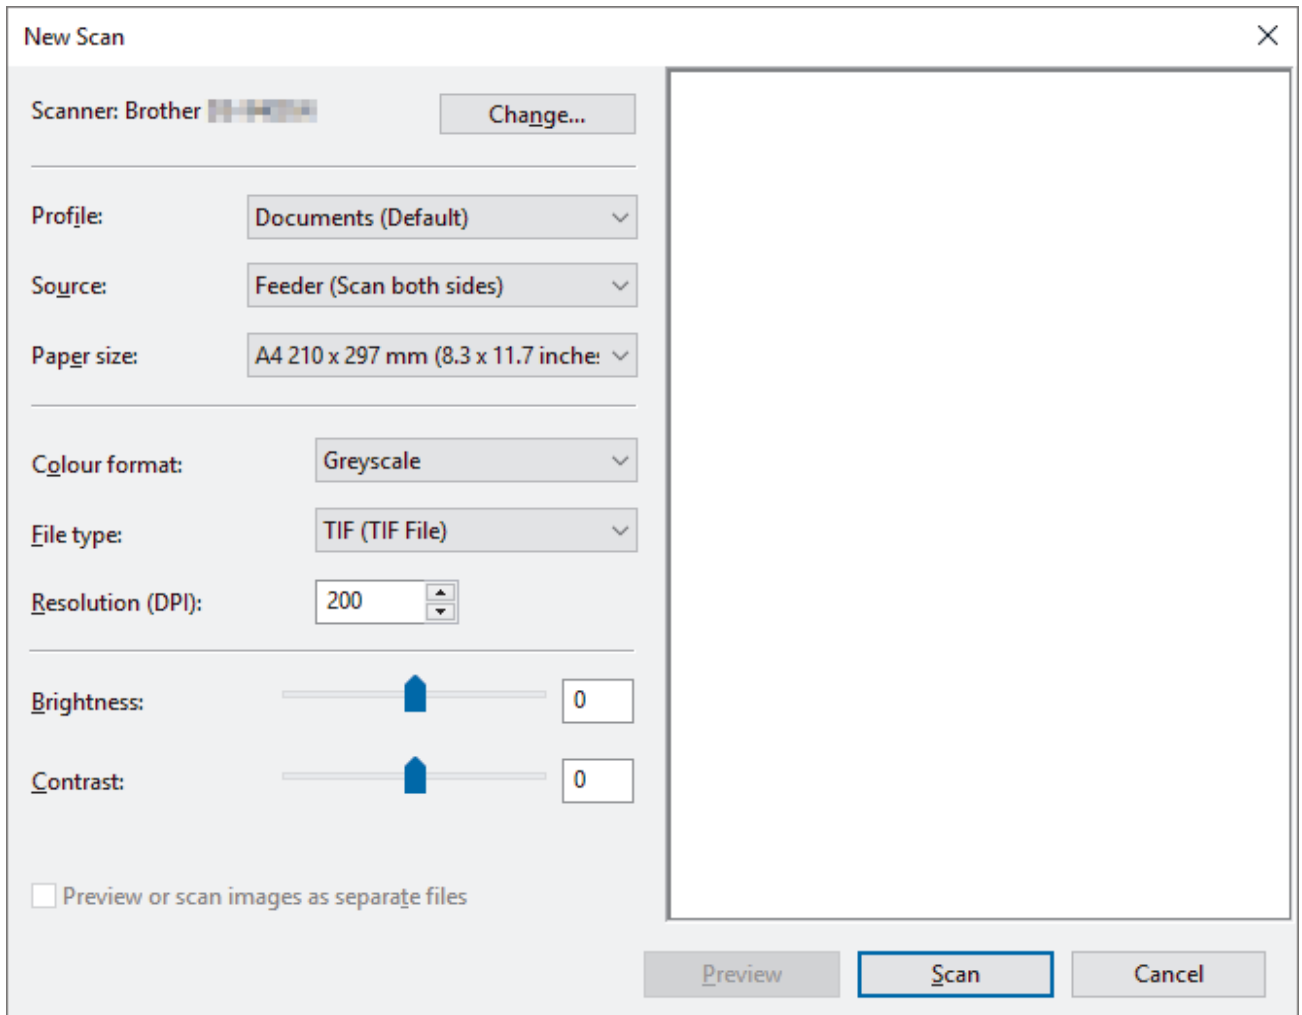 New Scan
Scanner: Brother
Change...
Profile: Documents (Default)
Source: Feeder (Scan both sides)
Paper size: A4 210 x 297 mm (8.3 x 11.7 inche
Colour format: Greyscale
File type: TIF (TIF File)
Resolution (DPI): 200
Brightness: 0
Contrast: 0
Preview or scan images as separate files
Preview Scan Cancel